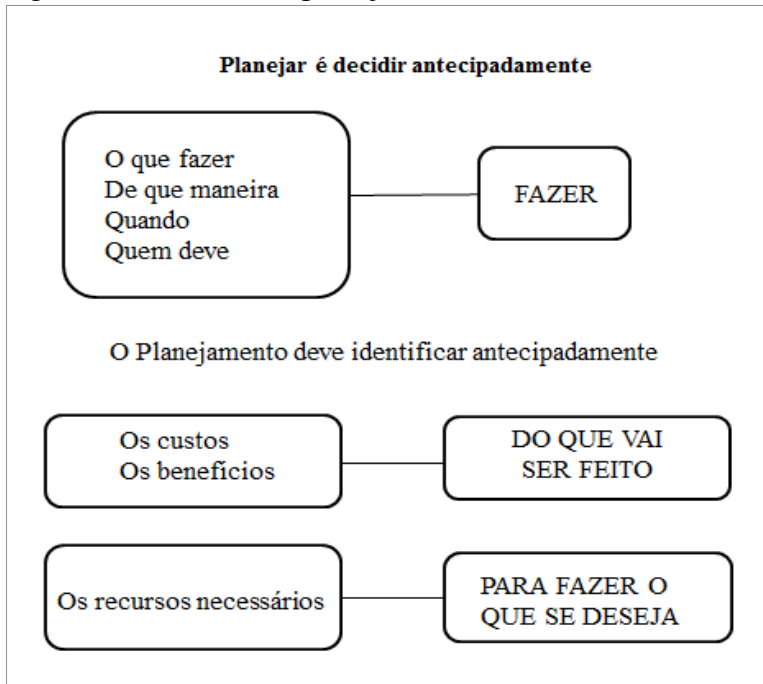 Planejar é decidir antecipadamente
O que fazer
De que maneira
Quando
Quem deve
FAZER
O Planejamento deve identificar antecipadamente
Os custos
Os benefícios
DO QUE VAI
SER FEITO
Os recursos necessários
PARA FAZER O
QUE SE DESEJA